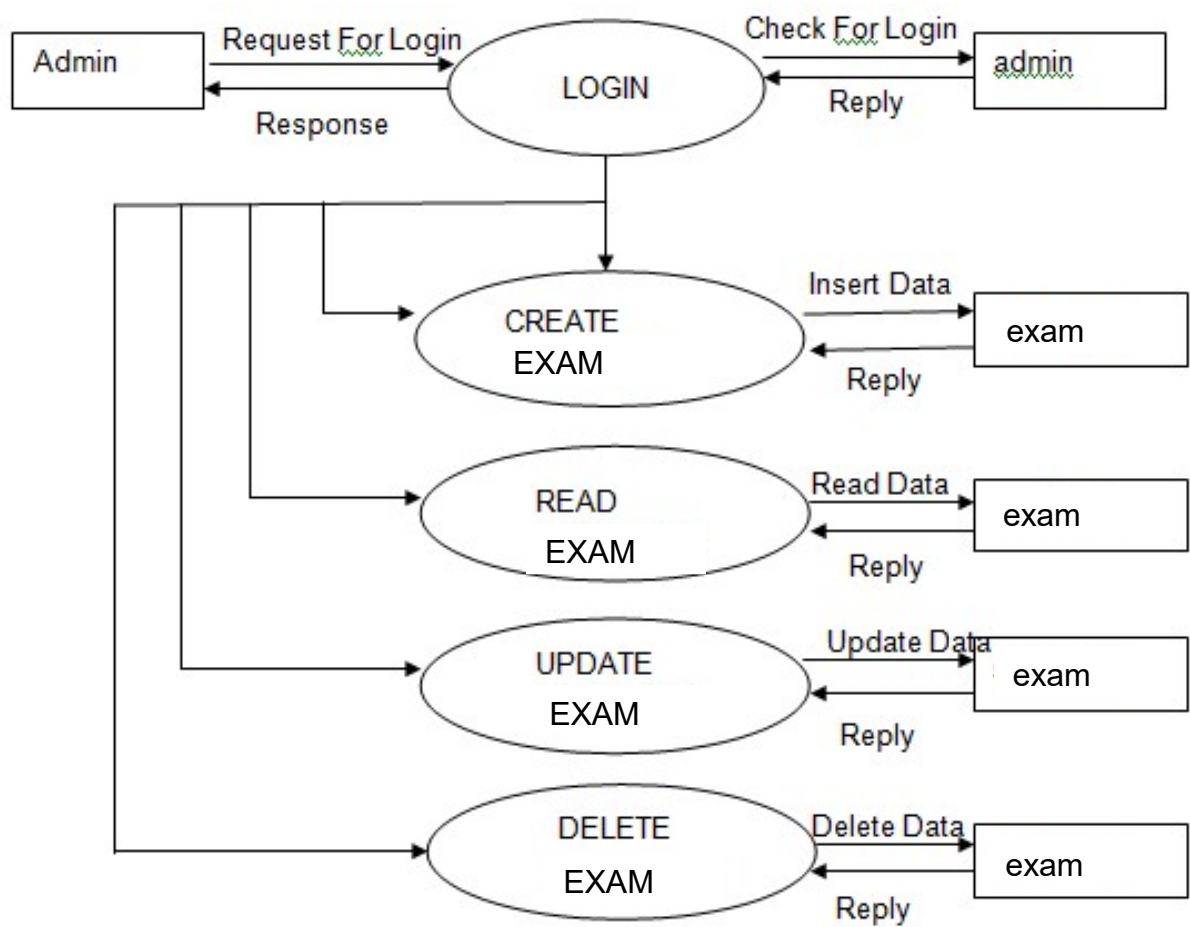 Admin
Request For Login
Response
LOGIN
Check For Login
Reply
admin
CREATE
EXAM
Insert Data
Reply
exam
READ
EXAM
Read Data
Reply
exam
UPDATE
EXAM
Update Data
Reply
exam
DELETE
EXAM
Delete Data
Reply
exam